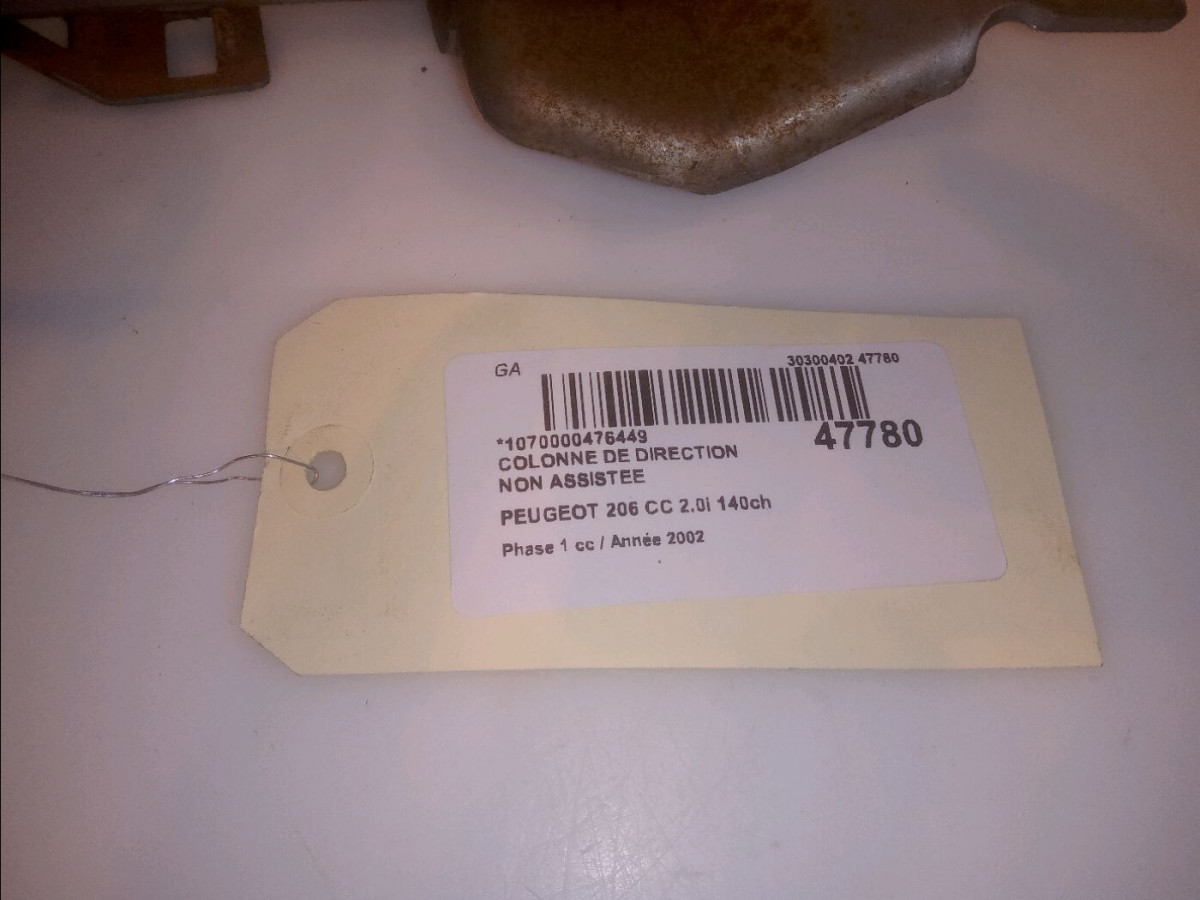 GA
30300402 47780
*1070000476449
47780
COLONNE DE DIRECTION
NON ASSISTEE
PEUGEOT 206 CC 2.0i 140ch
Phase 1 cc / Année 2002